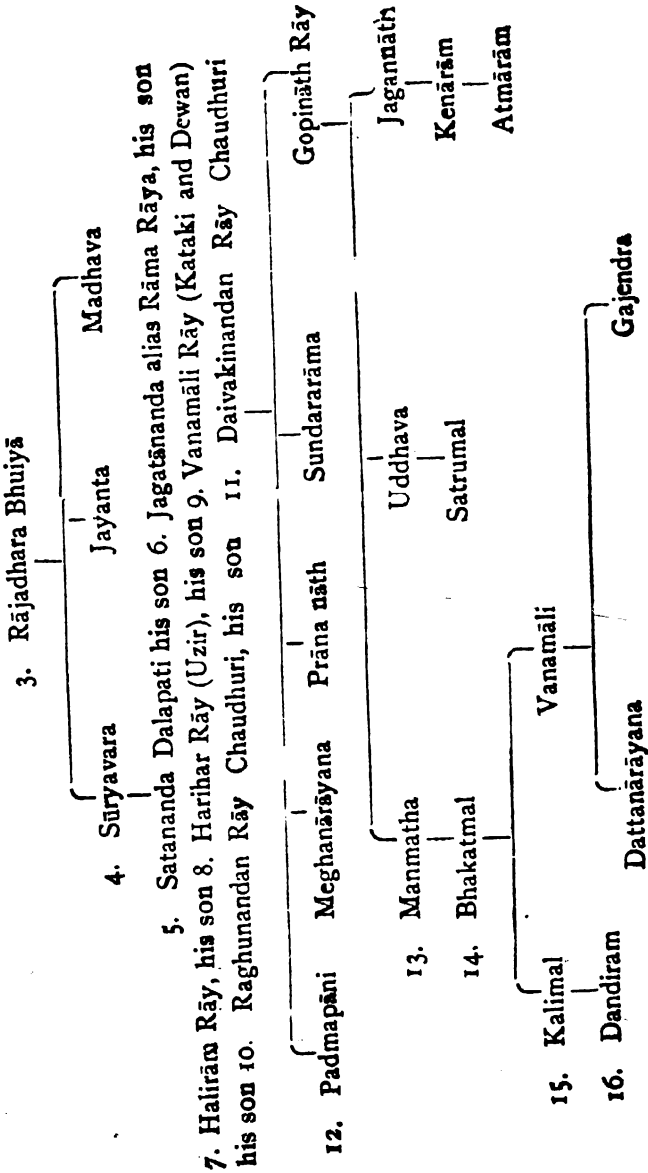 3. Rājadhara Bhuiyā
Sūryavara Jayanta Madhava
4.
5. Satananda Dalapati his son 6. Jagatānanda alias Rāma Rāya, his son
7. Halirām Rāy, his son 8. Harihar Rāy (Uzir), his son 9. Vanamāli Rāy (Kataki and Dewan)
his son 10. Raghunandan Rāy Chaudhuri, his son 11. Daivakinandan Rāy Chaudhuri
12. Padmapāni Meghanārāyana Prāna nāth Sundararāma Gopināth Rāy
13. Manmatha Uddhava Jagannāth
14. Bhakatmal Satrumal Kenārām
Atmārām
15. Kalimal Vanamāli
16. Dandiram Dattanārāyana Gajendra